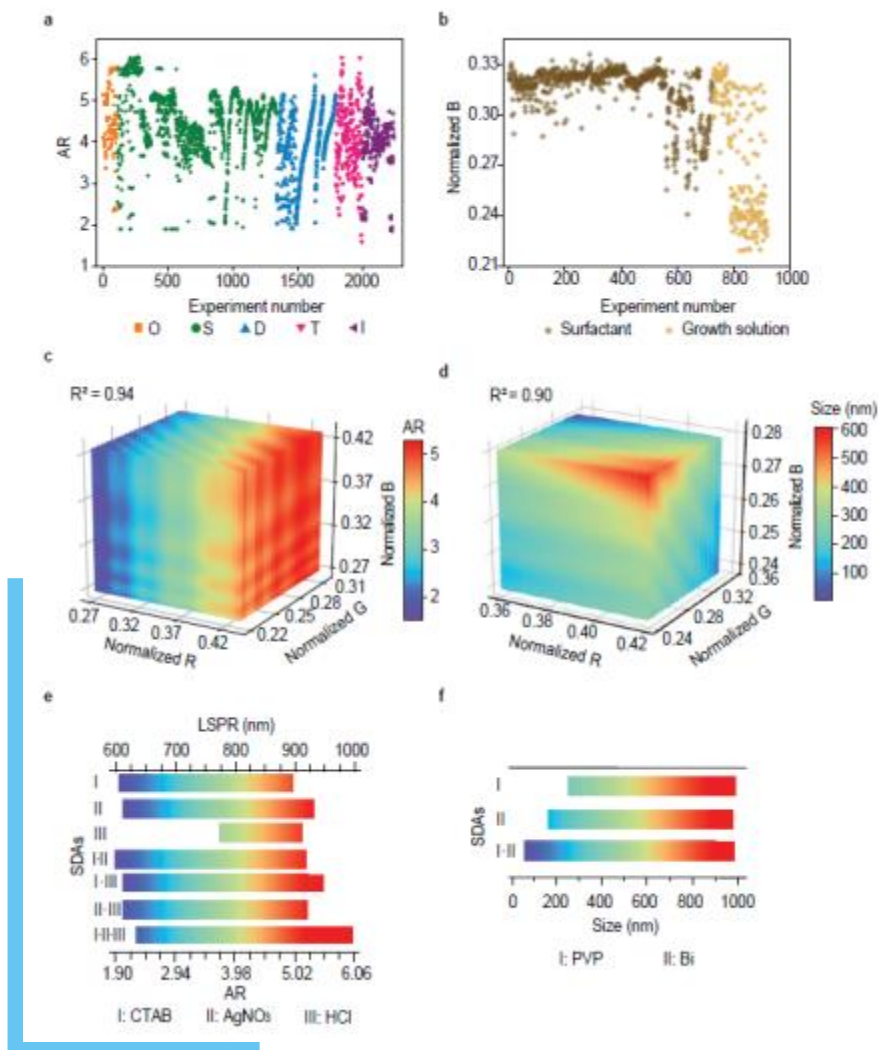 a
AR
6
5
4
3
2
1
0 500 1000 1500 2000
Experiment number
O S D T I
b
Normalized B
0.33
0.30
0.27
0.24
0.21
0 200 400 600 800 1000
Experiment number
Surfactant Growth solution
c
R² = 0.94
AR
5
4
3
2
0.42
0.37
0.32
0.27
Normalized B
0.31
0.28
0.25
0.22
Normalized G
0.27 0.32 0.37 0.42
Normalized R
d
R² = 0.90
Size (nm)
600
500
400
300
200
100
0.28
0.27
0.26
0.25
0.24
Normalized B
0.36
0.32
0.28
0.24
Normalized G
0.36 0.38 0.40 0.42
Normalized R
e
LSPR (nm)
600 700 800 900 1000
SDAs
I
II
III
I-II
I-III
II-III
I-II-III
1.90 2.94 3.98 5.02 6.06
AR
I: CTAB II: AgNO₃ III: HCl
f
SDAs
I
II
I-II
0 200 400 600 800 1000
Size (nm)
I: PVP II: Bi